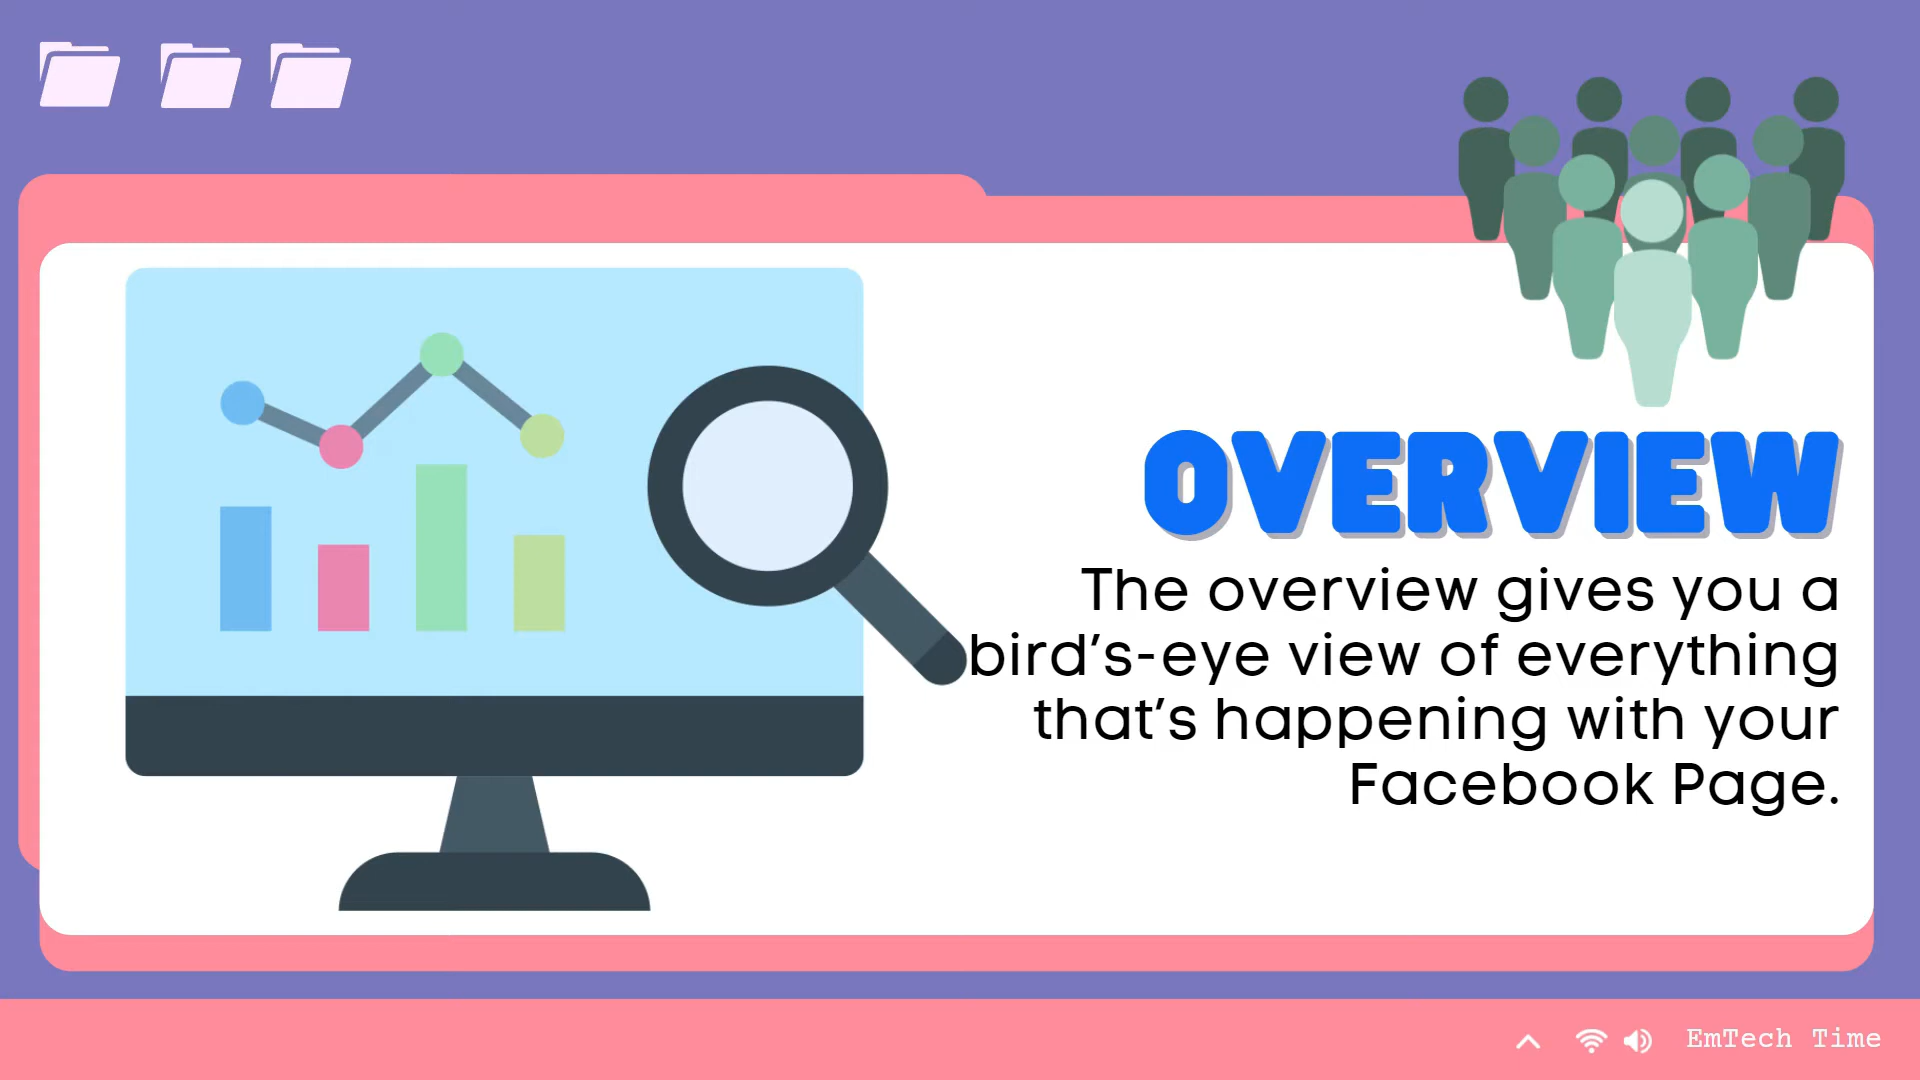 OVERVIEW
The overview gives you a
bird's-eye view of everything
that's happening with your
Facebook Page.
EmTech Time